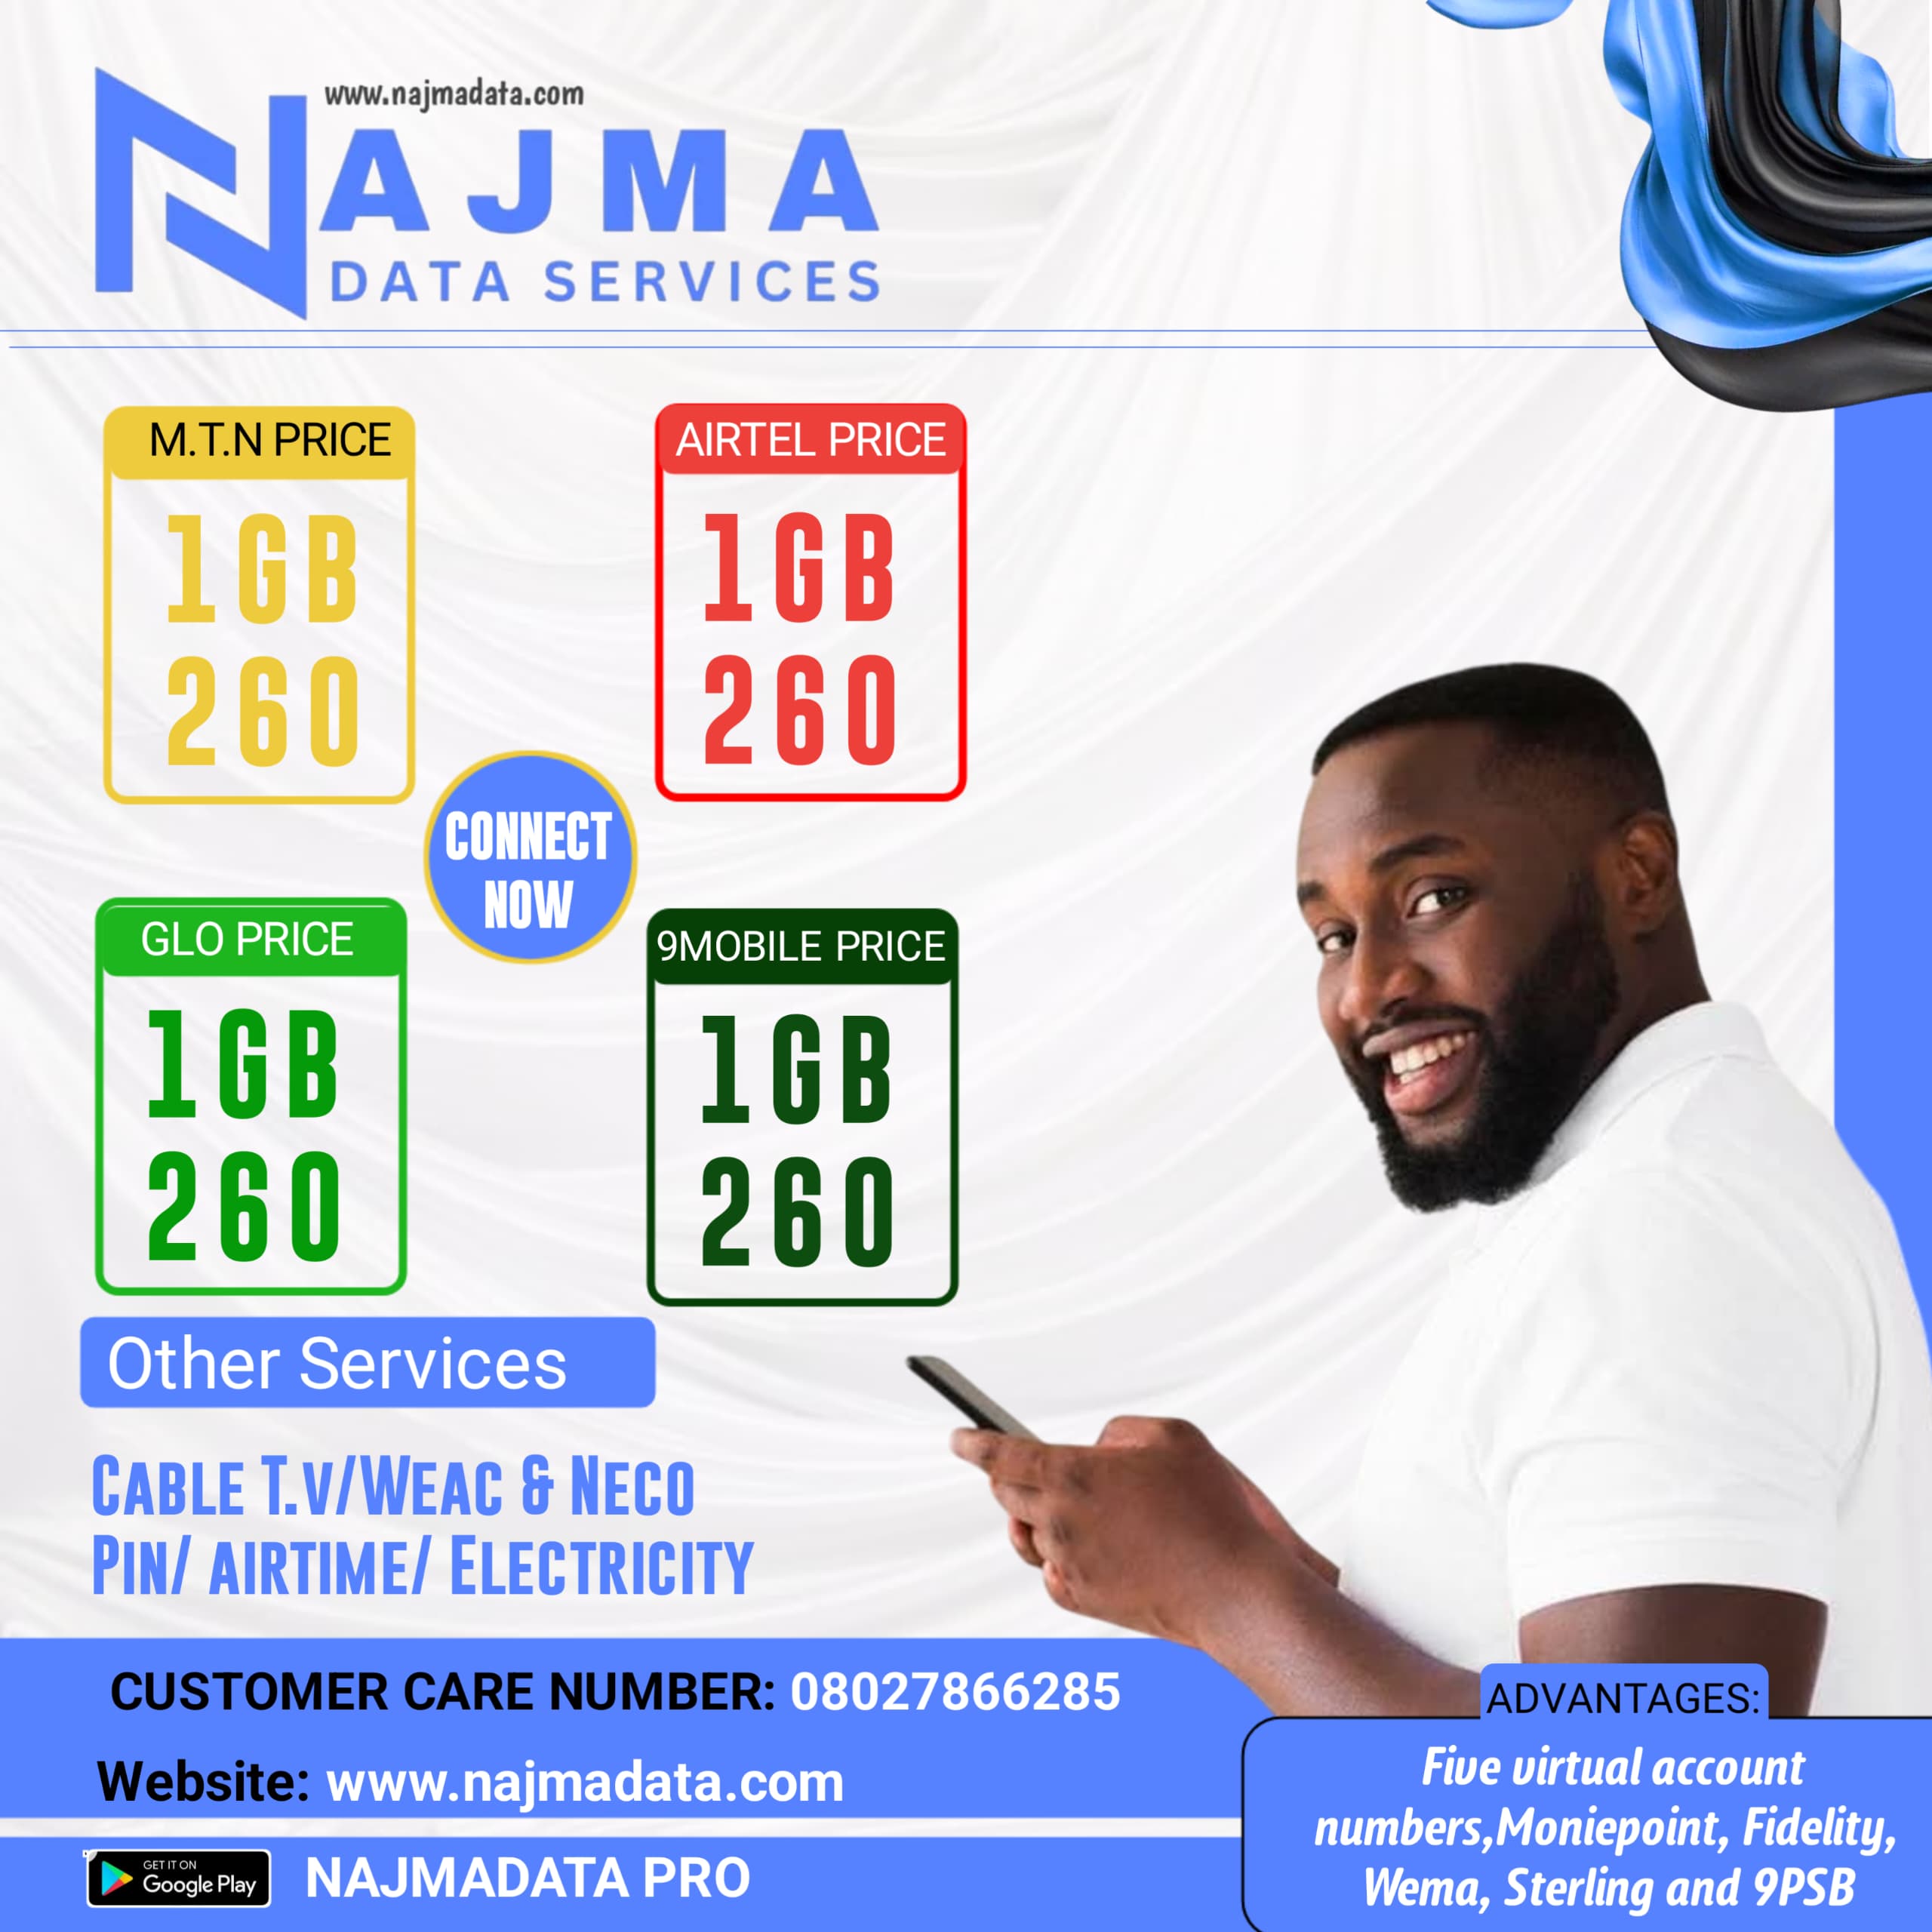 www.najmadata.com
NAJMA
DATA SERVICES
M.T.N PRICE
1GB
260
AIRTEL PRICE
1GB
260
CONNECT
NOW
GLO PRICE
1GB
260
9MOBILE PRICE
1GB
260
Other Services
CABLE T.V/WEAC & NECO
PIN/ AIRTIME/ ELECTRICITY
CUSTOMER CARE NUMBER: 08027866285
Website: www.najmadata.com
GET IT ON
Google Play
NAJMADATA PRO
ADVANTAGES:
Five virtual account
numbers,Moniepoint, Fidelity,
Wema, Sterling and 9PSB